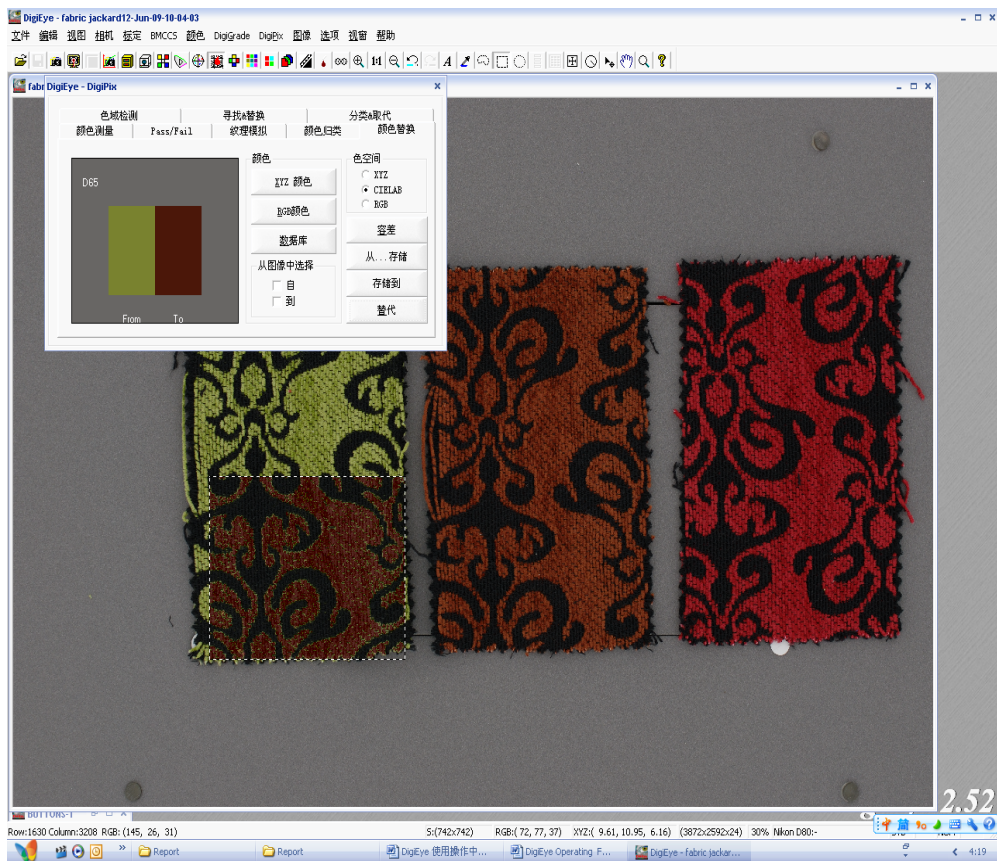 DigiEye - fabric jackard12-Jun-09-10-04-03
文件 编辑 视图 相机 标定 BMCCS 颜色 DigiGrade DigiPix 图像 选项 视窗 帮助
1:1
A
fabr
DigiEye - DigiPix
色域检测 寻找&替换 分类&取代
颜色测量 Pass/Fail 纹理模拟 颜色归类 颜色替换
D65
From To
颜色
XYZ 颜色
RGB颜色
数据库
从图像中选择
自
到
色空间
XYZ
CIELAB
RGB
容差
从...存储
存储到
替代
2.52
BUTTONS-1
Row:1630 Column:3208 RGB: (145, 26, 31) S:(742x742) RGB:( 72, 77, 37) XYZ:( 9.61, 10.95, 6.16) (3872x2592x24) 30% Nikon D80:-
简
Report
Report
DigiEye 使用操作中...
DigiEye Operating F...
DigiEye - fabric jackar...
4:19